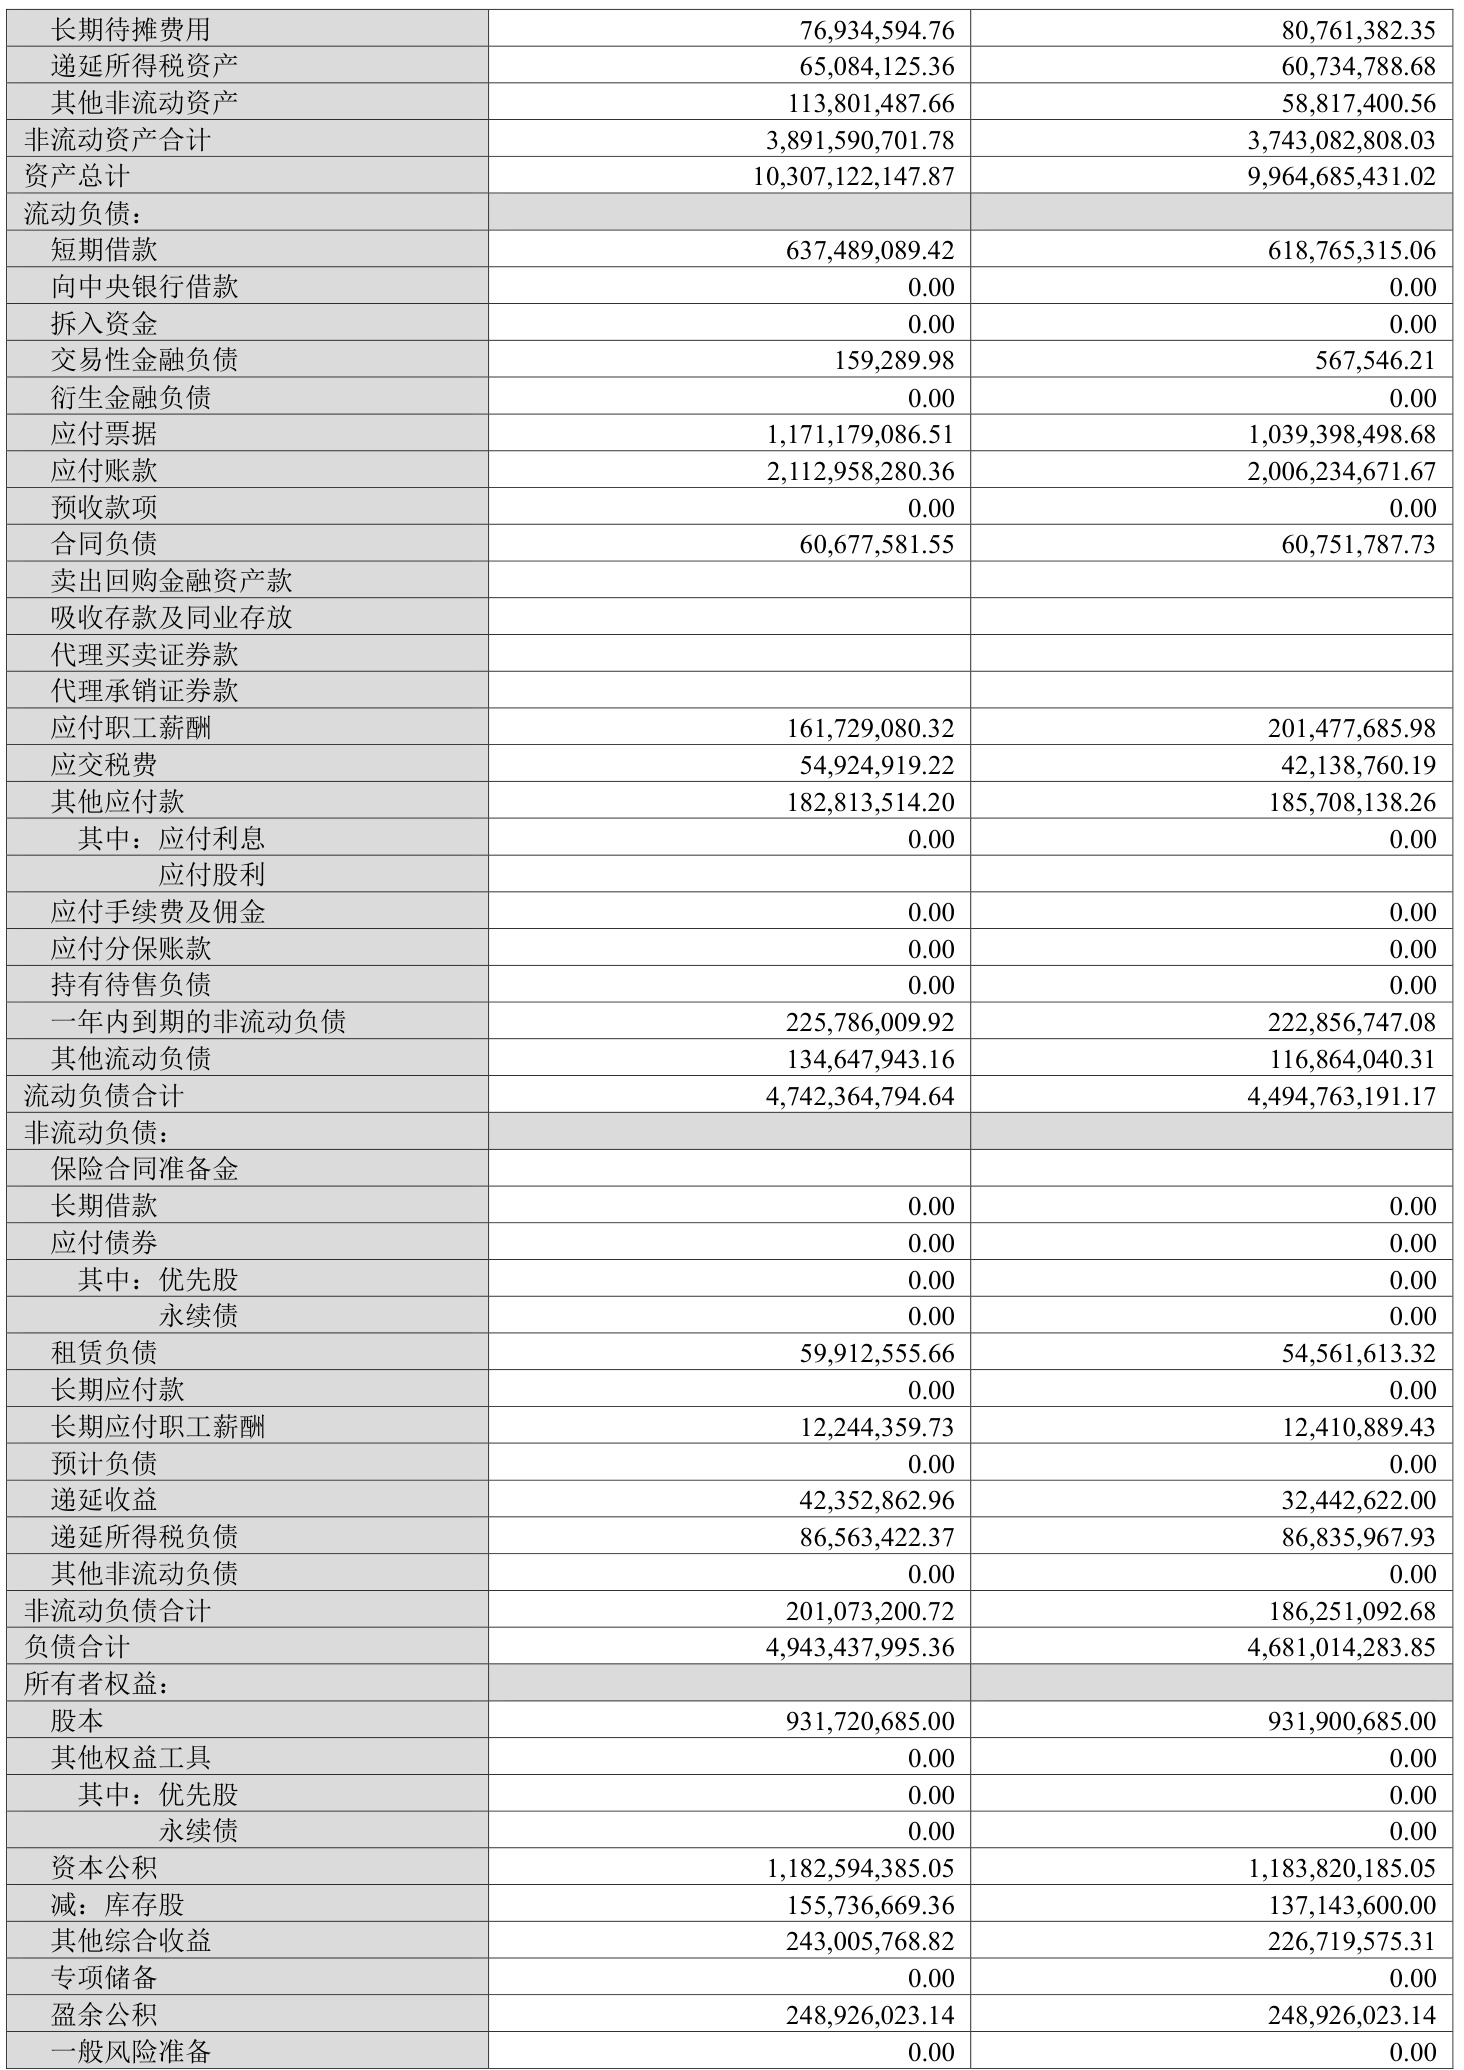 长期待摊费用 76,934,594.76 80,761,382.35
递延所得税资产 65,084,125.36 60,734,788.68
其他非流动资产 113,801,487.66 58,817,400.56
非流动资产合计 3,891,590,701.78 3,743,082,808.03
资产总计 10,307,122,147.87 9,964,685,431.02
流动负债：
短期借款 637,489,089.42 618,765,315.06
向中央银行借款 0.00 0.00
拆入资金 0.00 0.00
交易性金融负债 159,289.98 567,546.21
衍生金融负债 0.00 0.00
应付票据 1,171,179,086.51 1,039,398,498.68
应付账款 2,112,958,280.36 2,006,234,671.67
预收款项 0.00 0.00
合同负债 60,677,581.55 60,751,787.73
卖出回购金融资产款
吸收存款及同业存放
代理买卖证券款
代理承销证券款
应付职工薪酬 161,729,080.32 201,477,685.98
应交税费 54,924,919.22 42,138,760.19
其他应付款 182,813,514.20 185,708,138.26
其中：应付利息 0.00 0.00
应付股利
应付手续费及佣金 0.00 0.00
应付分保账款 0.00 0.00
持有待售负债 0.00 0.00
一年内到期的非流动负债 225,786,009.92 222,856,747.08
其他流动负债 134,647,943.16 116,864,040.31
流动负债合计 4,742,364,794.64 4,494,763,191.17
非流动负债：
保险合同准备金
长期借款 0.00 0.00
应付债券 0.00 0.00
其中：优先股 0.00 0.00
永续债 0.00 0.00
租赁负债 59,912,555.66 54,561,613.32
长期应付款 0.00 0.00
长期应付职工薪酬 12,244,359.73 12,410,889.43
预计负债 0.00 0.00
递延收益 42,352,862.96 32,442,622.00
递延所得税负债 86,563,422.37 86,835,967.93
其他非流动负债 0.00 0.00
非流动负债合计 201,073,200.72 186,251,092.68
负债合计 4,943,437,995.36 4,681,014,283.85
所有者权益：
股本 931,720,685.00 931,900,685.00
其他权益工具 0.00 0.00
其中：优先股 0.00 0.00
永续债 0.00 0.00
资本公积 1,182,594,385.05 1,183,820,185.05
减：库存股 155,736,669.36 137,143,600.00
其他综合收益 243,005,768.82 226,719,575.31
专项储备 0.00 0.00
盈余公积 248,926,023.14 248,926,023.14
一般风险准备 0.00 0.00